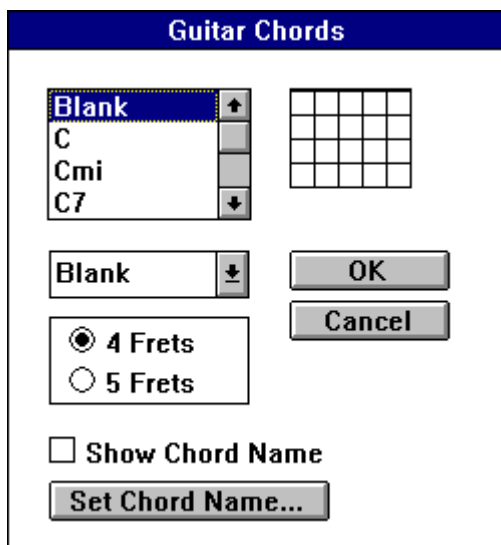 Guitar Chords
Blank
C
Cmi
C7
Blank
OK
Cancel
4 Frets
5 Frets
Show Chord Name
Set Chord Name...